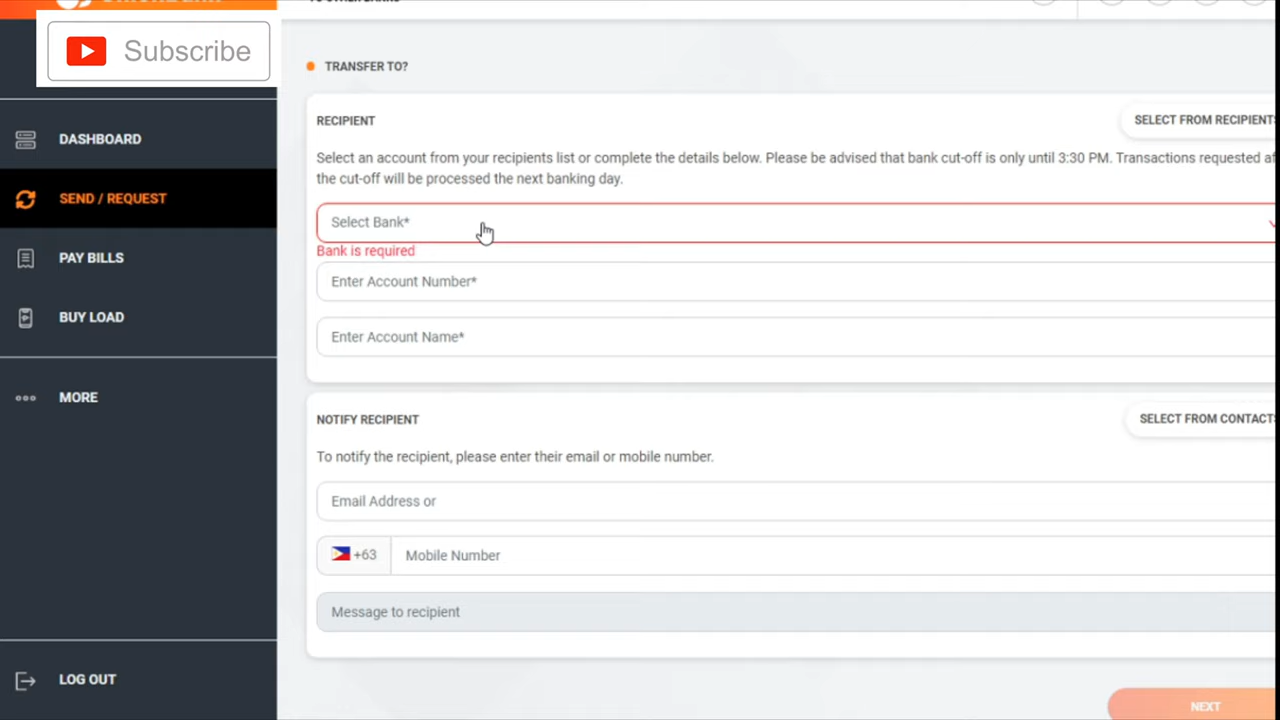 Subscribe
TRANSFER TO?
RECIPIENT
SELECT FROM RECIPIENTS
Select an account from your recipients list or complete the details below. Please be advised that bank cut-off is only until 3:30 PM. Transactions requested af
the cut-off will be processed the next banking day.
DASHBOARD
SEND / REQUEST
PAY BILLS
BUY LOAD
MORE
LOG OUT
Select Bank*
Bank is required
Enter Account Number*
Enter Account Name*
NOTIFY RECIPIENT
SELECT FROM CONTACTS
To notify the recipient, please enter their email or mobile number.
Email Address or
+63
Mobile Number
Message to recipient
NEXT